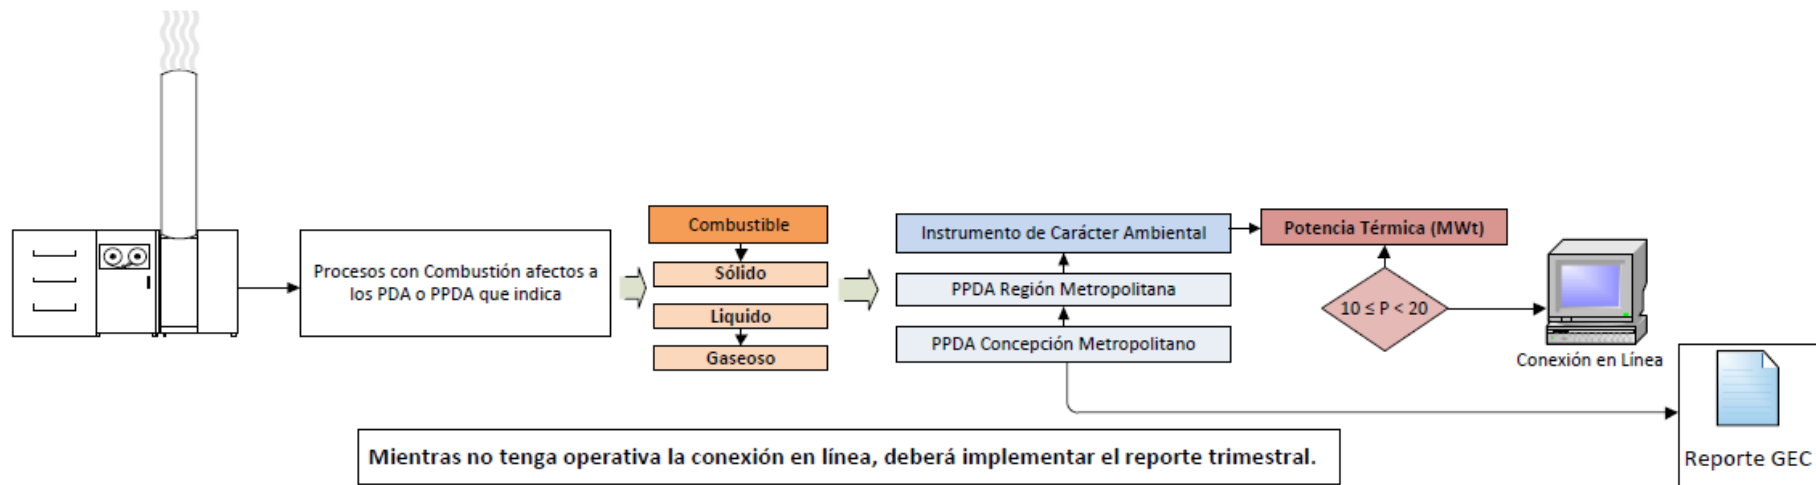 Procesos con Combustión afectos a
los PDA o PPDA que indica
Combustible
Sólido
Liquido
Gaseoso
Instrumento de Carácter Ambiental
PPDA Región Metropolitana
PPDA Concepción Metropolitano
Potencia Térmica (MWt)
10 ≤ P < 20
Conexión en Línea
Reporte GEC
Mientras no tenga operativa la conexión en línea, deberá implementar el reporte trimestral.